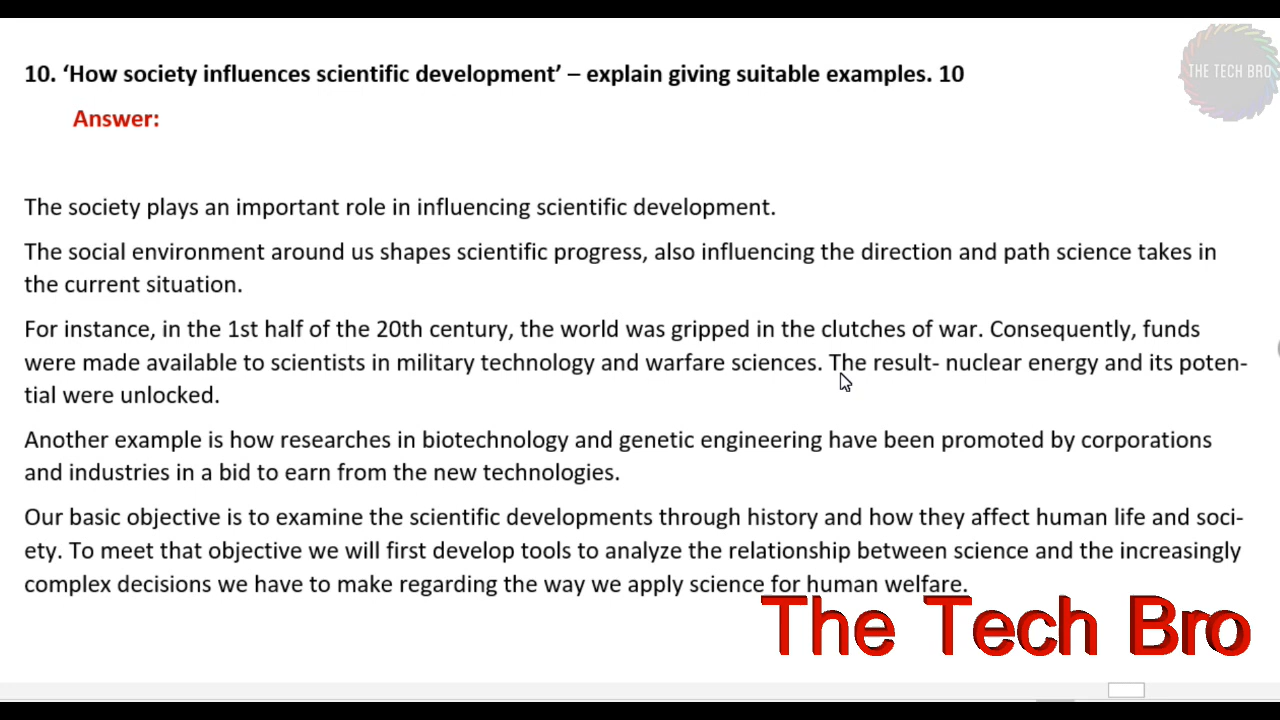 10. ‘How society influences scientific development’ – explain giving suitable examples. 10
THE TECH BRO
Answer:
The society plays an important role in influencing scientific development.
The social environment around us shapes scientific progress, also influencing the direction and path science takes in
the current situation.
For instance, in the 1st half of the 20th century, the world was gripped in the clutches of war. Consequently, funds
were made available to scientists in military technology and warfare sciences. The result- nuclear energy and its poten-
tial were unlocked.
Another example is how researches in biotechnology and genetic engineering have been promoted by corporations
and industries in a bid to earn from the new technologies.
Our basic objective is to examine the scientific developments through history and how they affect human life and soci-
ety. To meet that objective we will first develop tools to analyze the relationship between science and the increasingly
complex decisions we have to make regarding the way we apply science for human welfare.
The Tech Bro